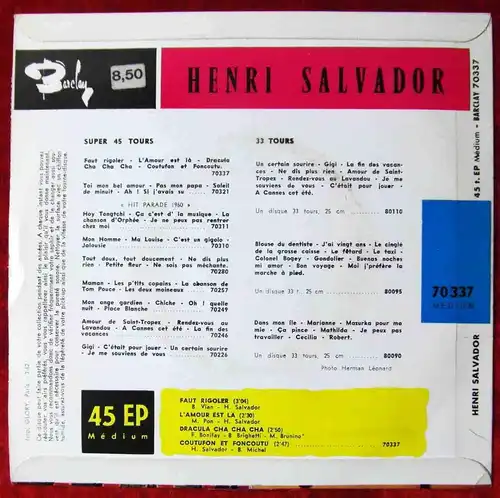 Barclay
8,50
HENRI SALVADOR
SUPER 45 TOURS
Faut rigoler - L'Amour est là - Dracula
Cha Cha Cha - Coutufon et Foncoutu.
70337
Toi mon bel amour - Pas mon papa - Soleil
de minuit - Ah ! Si j'avais su
70321
« HIT PARADE 1960 »
Hoy Tengtchi - Ça c'est d' la musique - La
chanson d'Orphée - Je ne peux pas rentrer
chez moi
70311
Mon Homme - Ma Louise - C'est un gigolo -
Jalousie
70310
Tout doux, tout doucement - Ne dis plus
rien - Petite fleur - Ne sois pas méchante.
70280
Maman - Les p'tits copains - La chanson de
Tom Pouce - Les deux moineaux
70257
Mon ange gardien - Chiche - Oh ! quelle
nuit - Place Blanche
70249
Amour de Saint-Tropez - Rendez-vous au
Lavandou - A Cannes cet été - La fin des
vacances
70246
Gigi - C'était pour jouer - Un certain sourire
- Je me souviens de vous
70226
33 TOURS
Un certain sourire - Gigi - La fin des vacan-
ces - Ne dis plus rien - Amour de Saint-
Tropez - Rendez-vous au Lavandou - Je me
souviens de vous - C'était pour jouer -
A Cannes cet été.
Un disque 33 tours, 25 cm
80110
Blouse du dentiste - J'ai vingt ans - Le cinglé
de la grosse caisse - Le fêtard - Le taxi -
Colonel Bogey - Gondolier - Buenas noches
mi amor - Bon voyage - Moi j'préfère la
marche à pied.
Un disque 33 t. 25 cm
80095
Dans mon île - Marianne - Mazurka pour ma
mie - Ça pince - Mathilda - Je peux pas
travailler - Cecilia - Robert.
Un disque 33 tours, 25 cm
80090
Photo Herman Léonard
45 EP
Médium
FAUT RIGOLER (3'04)
B. Vian - H. Salvador
L'AMOUR EST LA (2'30)
M. Pon - H. Salvador
DRACULA CHA CHA CHA (2'50)
F. Bonifay - B. Brighetti - M. Brunino
COUTUFON ET FONCOUTU (2'47)
70337
H. Salvador - B. Michel
45 t. EP Médium - BARCLAY 70337
70 337
MEDIUM
HENRI SALVADOR